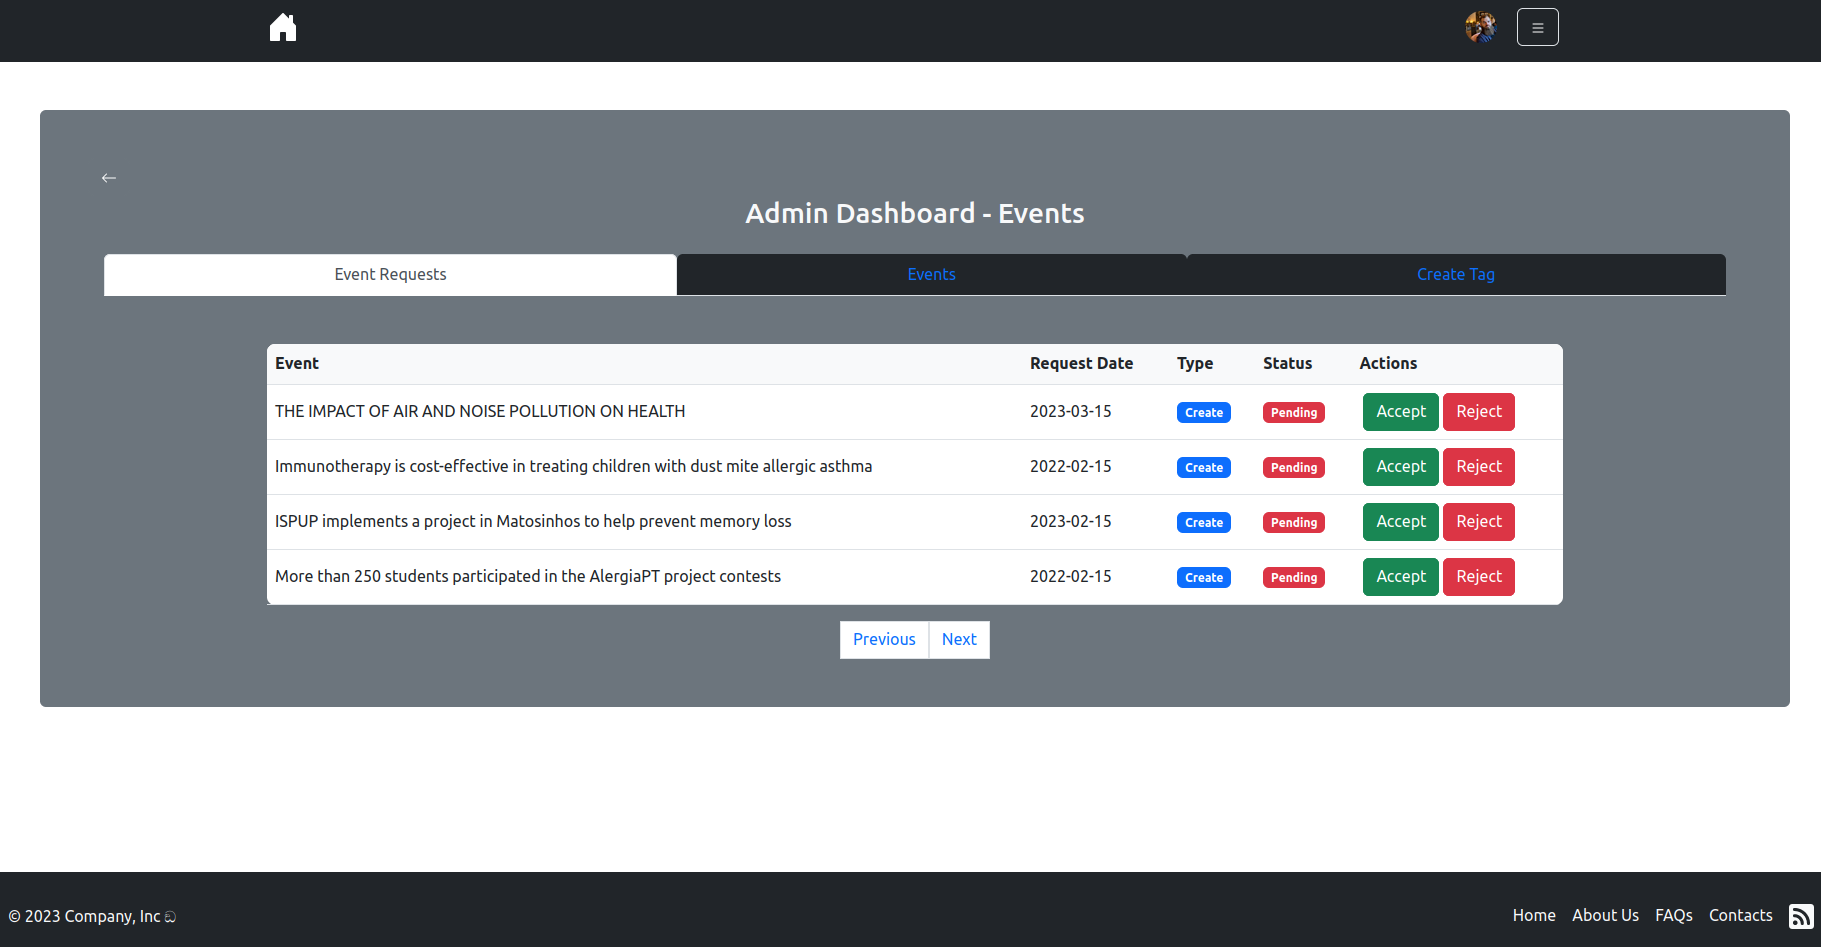 Admin Dashboard - Events
Event Requests Events Create Tag
Event Request Date Type Status Actions
THE IMPACT OF AIR AND NOISE POLLUTION ON HEALTH 2023-03-15 Create Pending Accept Reject
Immunotherapy is cost-effective in treating children with dust mite allergic asthma 2022-02-15 Create Pending Accept Reject
ISPUP implements a project in Matosinhos to help prevent memory loss 2023-02-15 Create Pending Accept Reject
More than 250 students participated in the AlergiaPT project contests 2022-02-15 Create Pending Accept Reject
Previous Next
© 2023 Company, Inc Home About Us FAQs Contacts